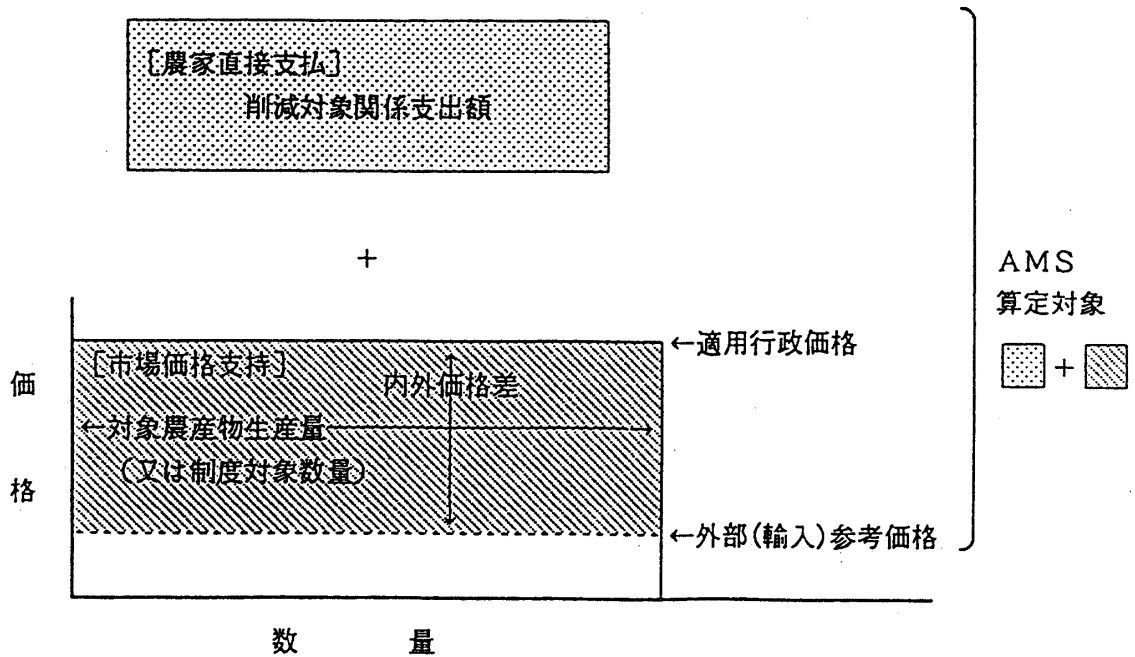 ［農家直接支払］
削減対象関係支出額
＋
AMS
算定対象
＋
価格
［市場価格支持］
内外価格差
←対象農産物生産量→
（又は制度対象数量）
←適用行政価格
←外部（輸入）参考価格
数量